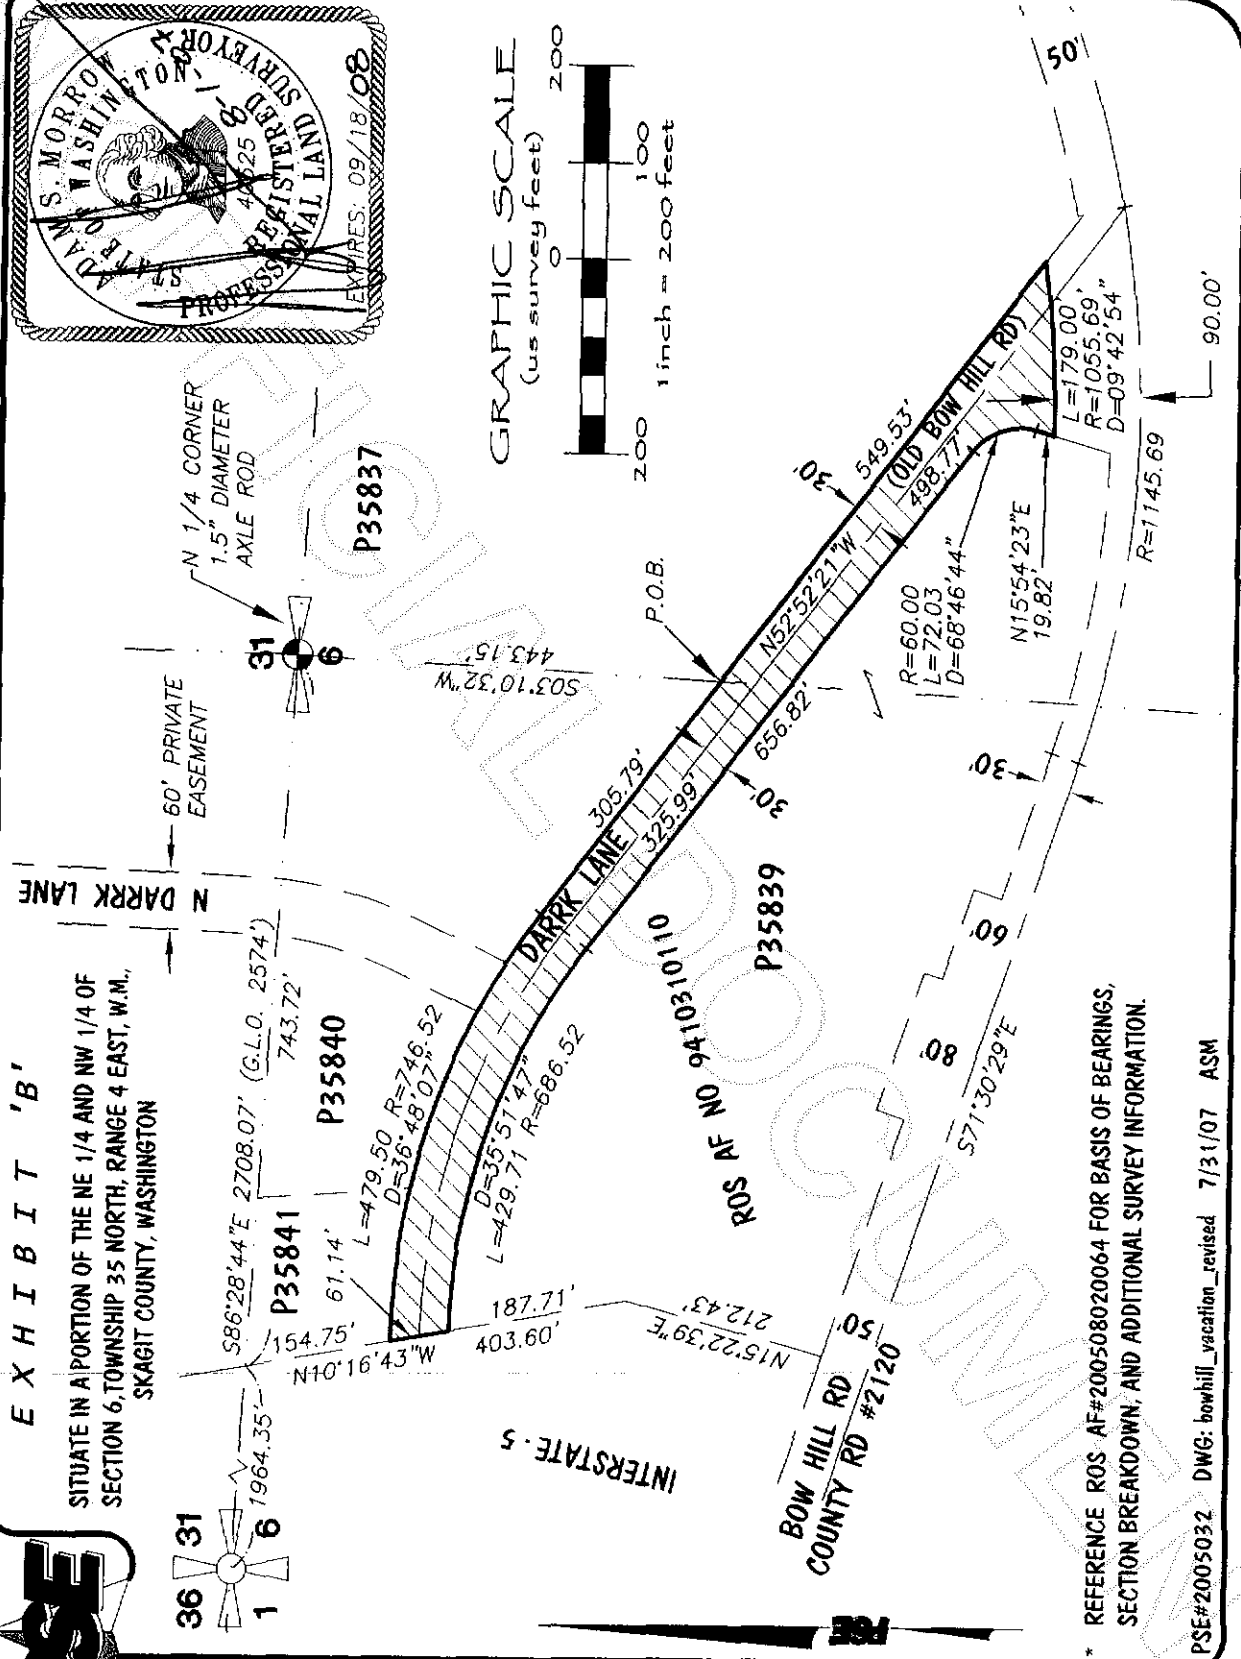 EXHIBIT 'B'
SITUATE IN A PORTION OF THE NE 1/4 AND NW 1/4 OF
SECTION 6, TOWNSHIP 35 NORTH, RANGE 4 EAST, W.M.,
SKAGIT COUNTY, WASHINGTON
N DARRK LANE
60' PRIVATE
EASEMENT
N 1/4 CORNER
1.5" DIAMETER
AXLE ROD
ADAM S. MORROW
STATE OF WASHINGTON
REGISTERED
PROFESSIONAL LAND SURVEYOR
EXPIRES: 09/18/08
36 31
1 6
1964.35'
S86°28'44"E 2708.07' (G.L.O. 2574')
743.72'
31
6
P35841
P35840
P35837
154.75'
N10°16'43"W
61.14'
187.71'
403.60'
L=479.50 R=746.52
D=36°48'07"
D=35°51'47"
L=429.71 R=686.52
S03°10'32"W
443.15'
P.O.B.
GRAPHIC SCALE
(us survey feet)
200 0 100 200
1 inch = 200 feet
305.79'
DARRK LANE
325.99'
30'
656.82'
N52°52'21"W
30'
549.53'
(OLD BOW HILL RD)
498.77'
R=60.00
L=72.03
D=68°46'44"
N15°54'23"E
19.82'
L=179.00'
R=1055.69'
D=09°42'54"
90.00'
R=1145.69
50'
INTERSTATE - 5
N15°22'39"E
212.43'
ROS AF NO 9410310110
P35839
30'
60'
80'
50'
S71°30'29"E
BOW HILL RD
COUNTY RD #2120
PSE
* REFERENCE ROS AF#200508020064 FOR BASIS OF BEARINGS,
SECTION BREAKDOWN, AND ADDITIONAL SURVEY INFORMATION.
PSE#2005032 DWG: bowhill_vacation_revised 7/31/07 ASM
UNOFFICIAL DOCUMENT